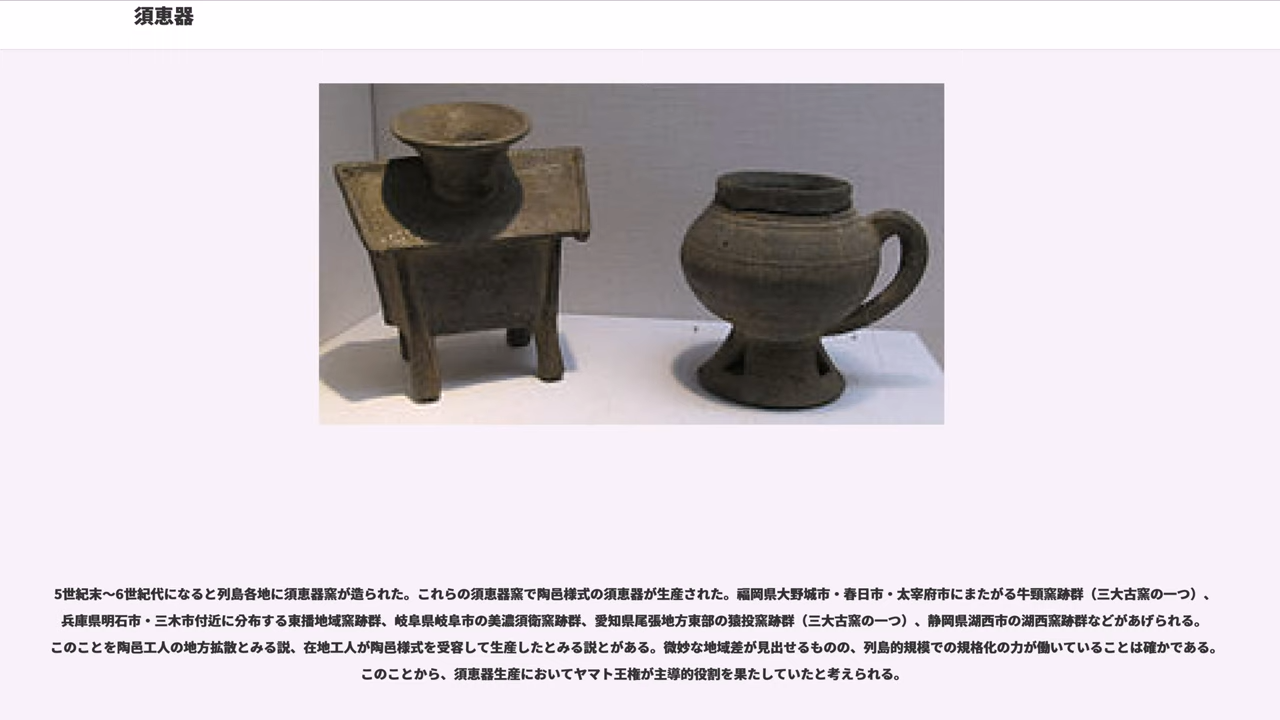 須恵器
5世紀末〜6世紀代になると列島各地に須恵器窯が造られた。これらの須恵器窯で陶邑様式の須恵器が生産された。福岡県大野城市・春日市・太宰府市にまたがる牛頸窯跡群（三大古窯の一つ）、
兵庫県明石市・三木市付近に分布する東播地域窯跡群、岐阜県岐阜市の美濃須衛窯跡群、愛知県尾張地方東部の猿投窯跡群（三大古窯の一つ）、静岡県湖西市の湖西窯跡群などがあげられる。
このことを陶邑工人の地方拡散とみる説、在地工人が陶邑様式を受容して生産したとみる説とがある。微妙な地域差が見出せるものの、列島的規模での規格化の力が働いていることは確かである。
このことから、須恵器生産においてヤマト王権が主導的役割を果たしていたと考えられる。